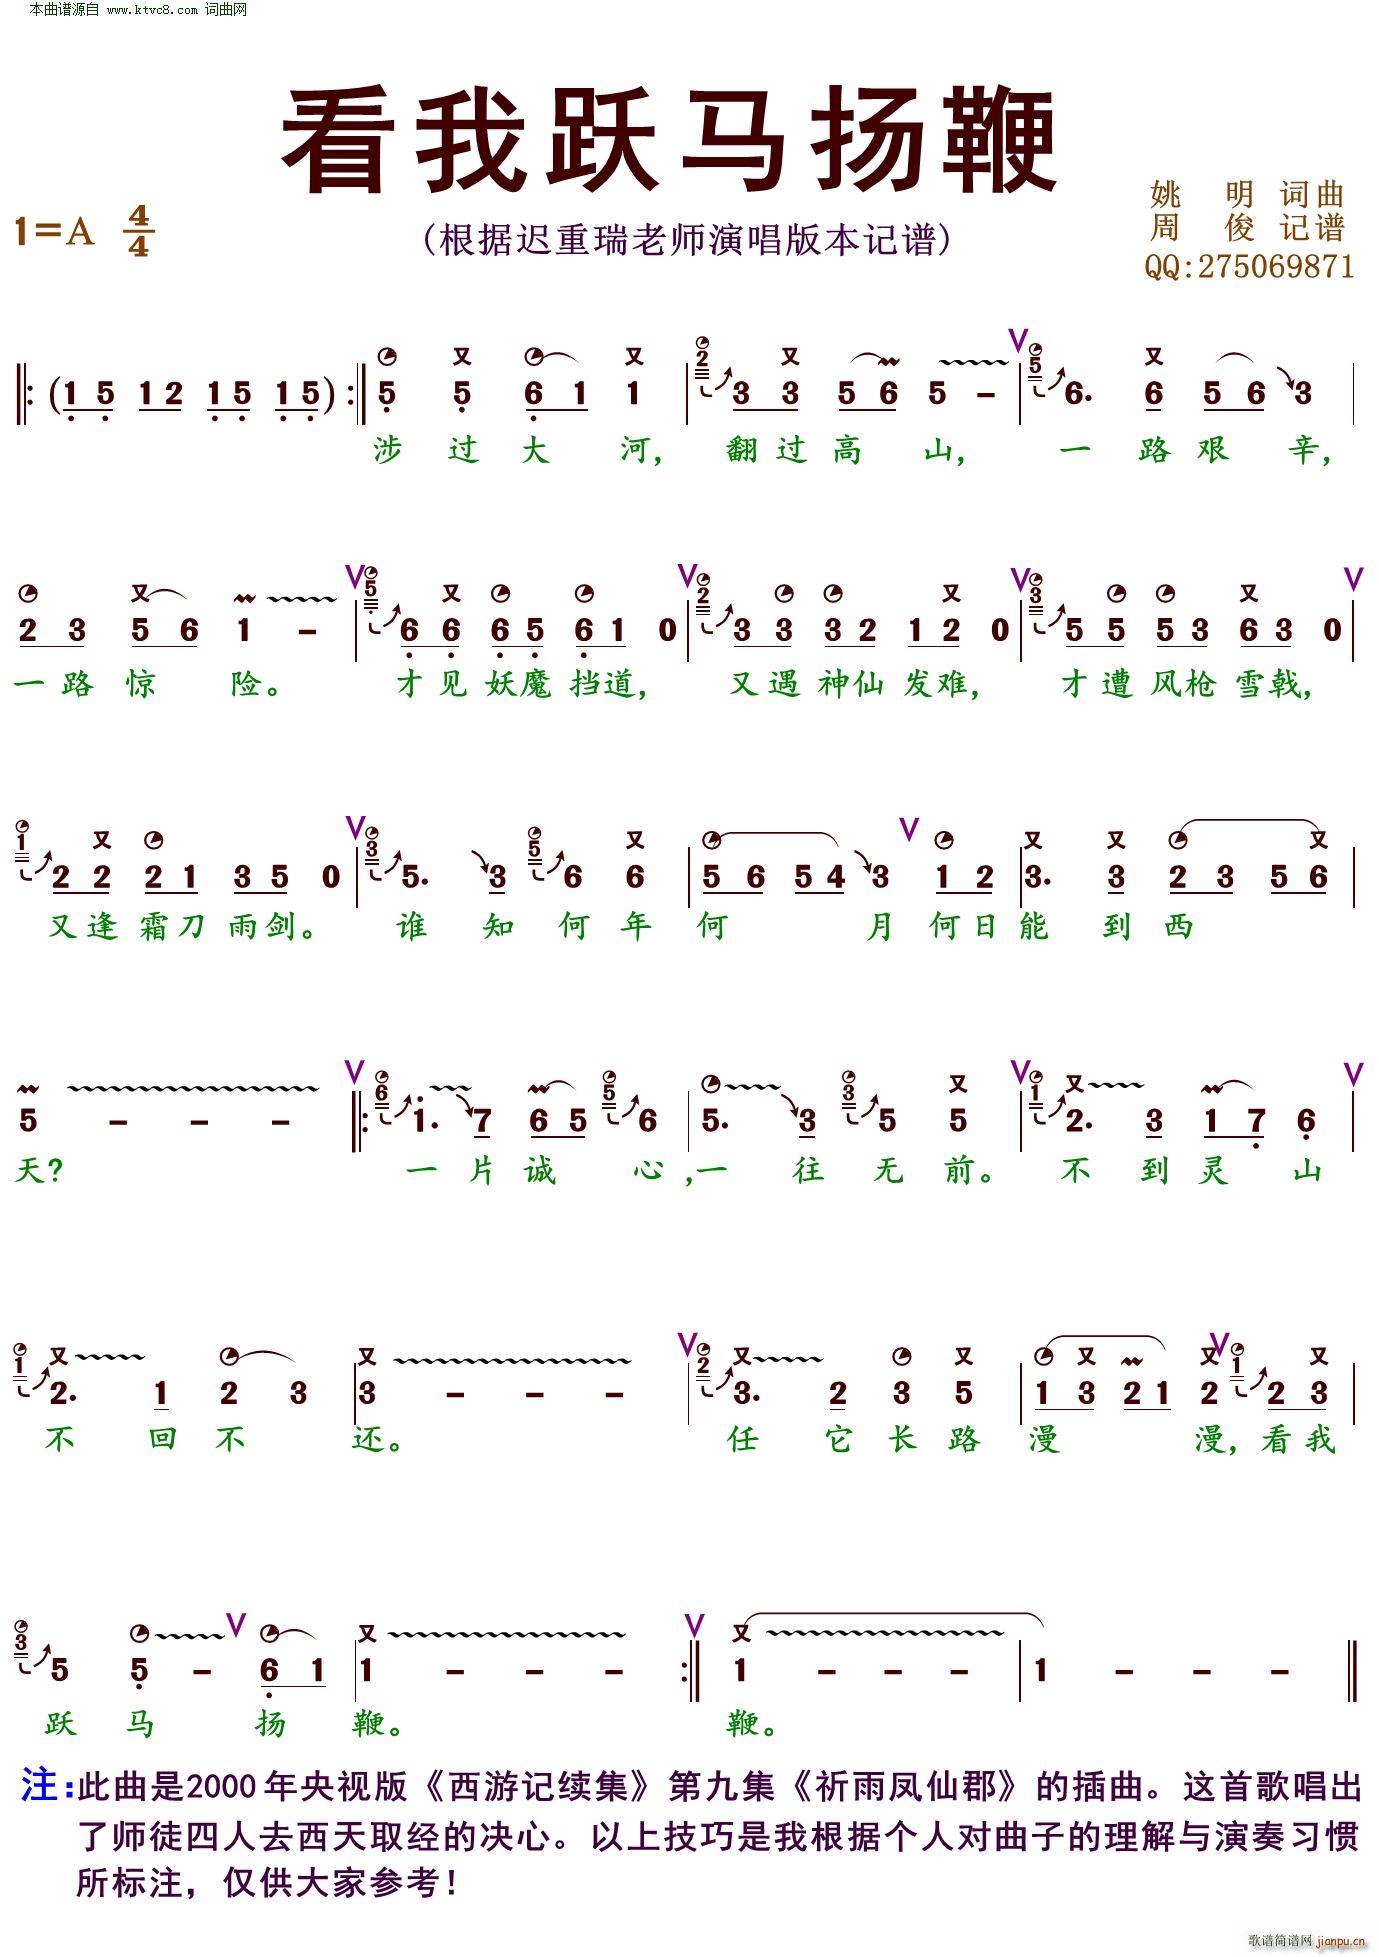 本曲谱源自 www.ktvc8.com 词曲网
看我跃马扬鞭
1=A 4/4
(根据迟重瑞老师演唱版本记谱)
姚 明 词曲
周 俊 记谱
QQ:275069871
(1 5 1 2 1 5 1 5) 5 5 6 1 1 | 2 3 3 5 6 5 - | 5 6. 6 5 6 3 |
涉 过 大 河, 翻 过 高 山, 一 路 艰 辛,
2 3 5 6 1 - | 5 6 6 6 5 6 1 0 | 2 3 3 3 2 1 2 0 | 3 5 5 5 3 6 3 0 |
一 路 惊 险。 才 见 妖 魔 挡 道, 又 遇 神 仙 发 难, 才 遭 风 枪 雪 戟,
1 2 2 2 1 3 5 0 | 3 5. 3 5 6 6 | 5 6 5 4 3 1 2 | 3. 3 2 3 5 6 |
又 逢 霜 刀 雨 剑。 谁 知 何 年 何 月 何 日 能 到 西
5 - - - 6 1. 7 6 5 5 6 | 5. 3 3 5 5 | 1 2. 3 1 7 6 |
天? 一 片 诚 心, 一 往 无 前。 不 到 灵 山
1 2. 1 2 3 | 3 - - - | 2 3. 2 3 5 | 1 3 2 1 2 1 2 3 |
不 回 不 还。 任 它 长 路 漫 漫, 看 我
3 5 5 - 6 1 | 1 - - - 1 - - - | 1 - - -
跃 马 扬 鞭。 鞭。
注:此曲是2000年央视版《西游记续集》第九集《祈雨凤仙郡》的插曲。这首歌唱出
了师徒四人去西天取经的决心。以上技巧是我根据个人对曲子的理解与演奏习惯
所标注，仅供大家参考！
歌谱简谱网 jianpu.cn